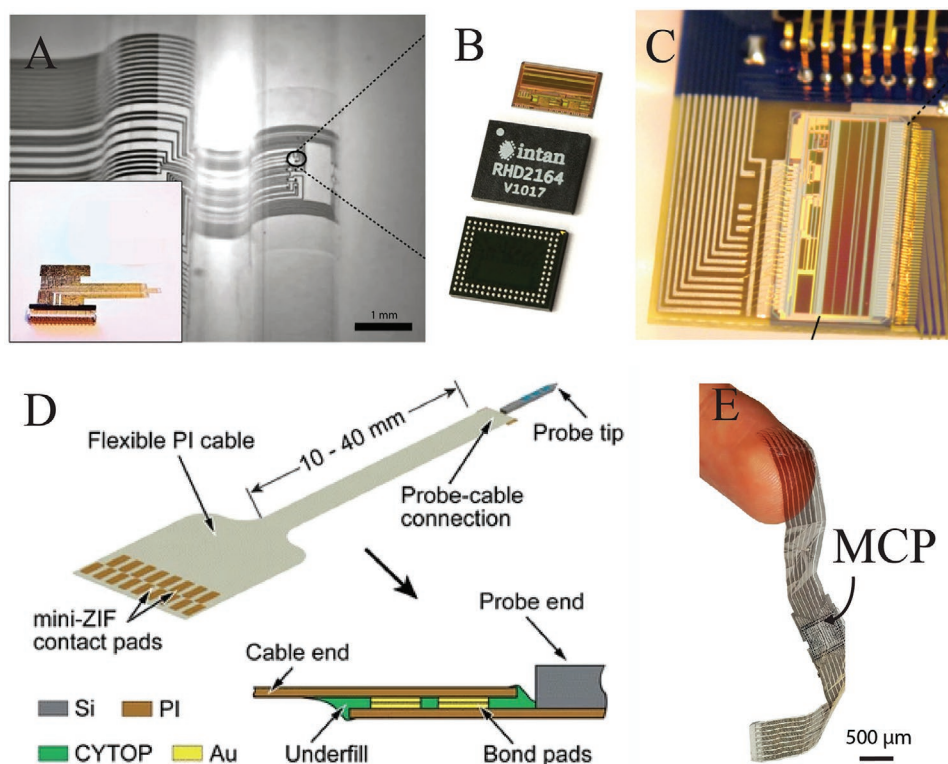 A
1 mm
B
intan
RHD2164
V1017
C
D
Flexible PI cable
10 - 40 mm
Probe tip
Probe-cable
connection
mini-ZIF
contact pads
Cable end
Probe end
Si
PI
CYTOP
Au
Underfill
Bond pads
E
MCP
500 µm